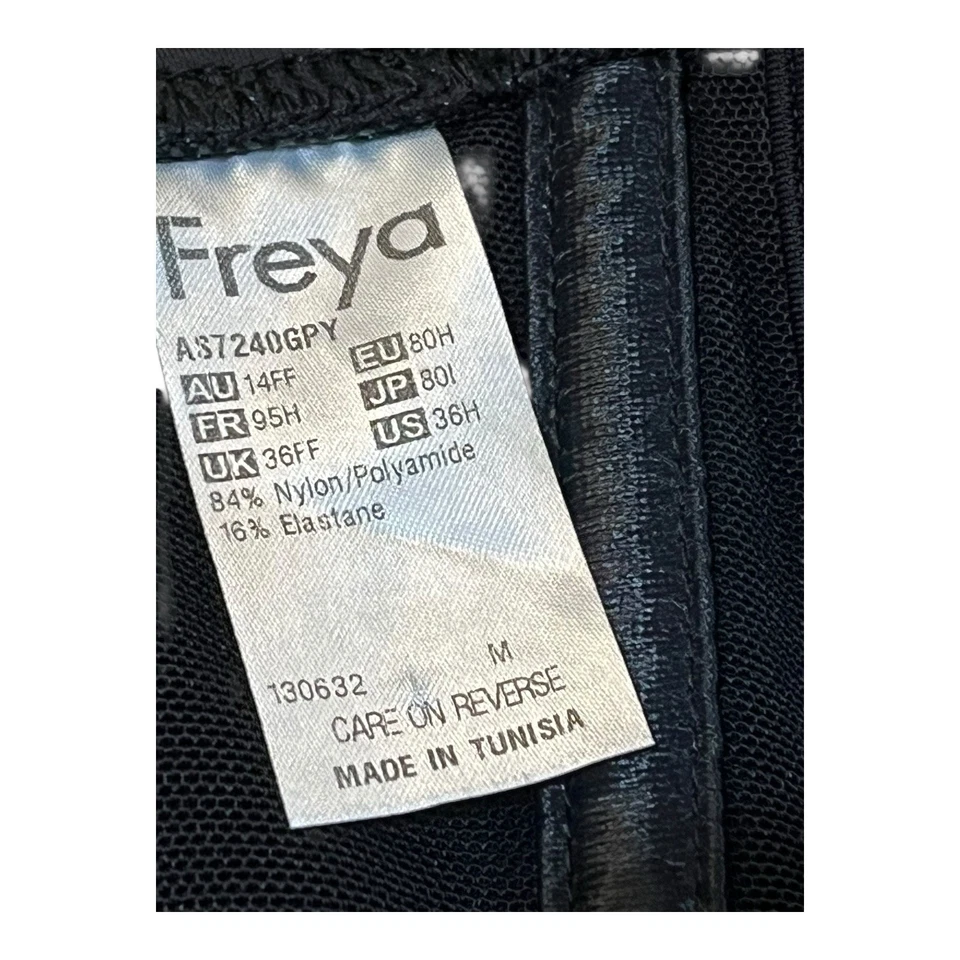 Freya
AS7240GPY
AU 14FF EU 80H
FR 95H JP 80I
UK 36FF US 36H
84% Nylon/Polyamide
16% Elastane
130632 M
CARE ON REVERSE
MADE IN TUNISIA